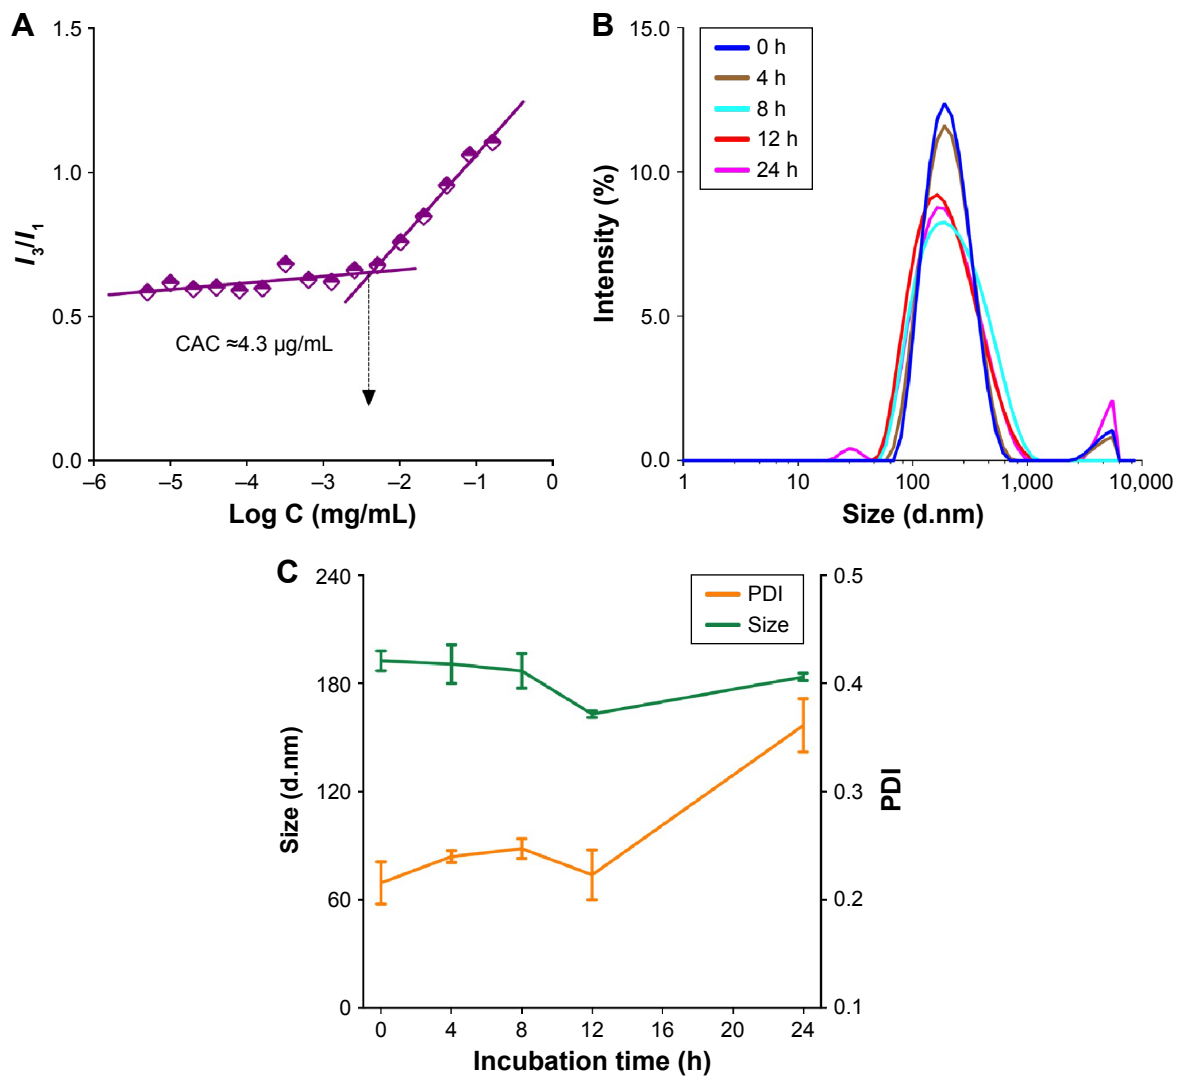 A
1.5
1.0
0.5
0.0
I3/I1
CAC ≈4.3 µg/mL
–6 –5 –4 –3 –2 –1 0
Log C (mg/mL)
B
15.0
10.0
5.0
0.0
Intensity (%)
0 h
4 h
8 h
12 h
24 h
1 10 100 1,000 10,000
Size (d.nm)
C
240
180
120
60
0
Size (d.nm)
PDI
Size
0.5
0.4
0.3
0.2
0.1
PDI
0 4 8 12 16 20 24
Incubation time (h)